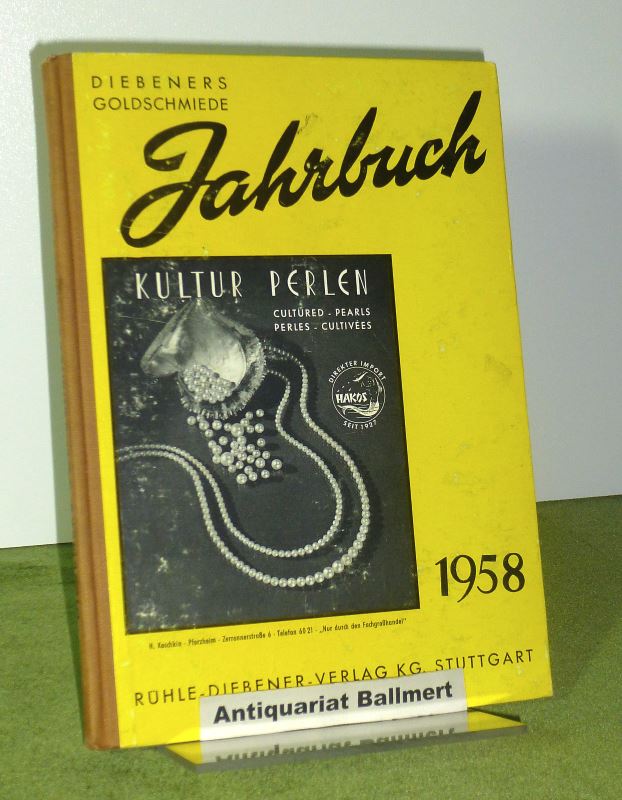 DIEBENERS
GOLDSCHMIEDE
Jahrbuch
KULTUR PERLEN
CULTURED - PEARLS
PERLES - CULTIVÉES
DIREKTER IMPORT
HAKOS
SEIT 1927
1958
H. Koschkin - Pforzheim - Zerrennerstraße 6 - Telefon 6021 - „Nur durch den Fachgroßhandel"
RÜHLE-DIEBENER-VERLAG KG. STUTTGART
Antiquariat Ballmert